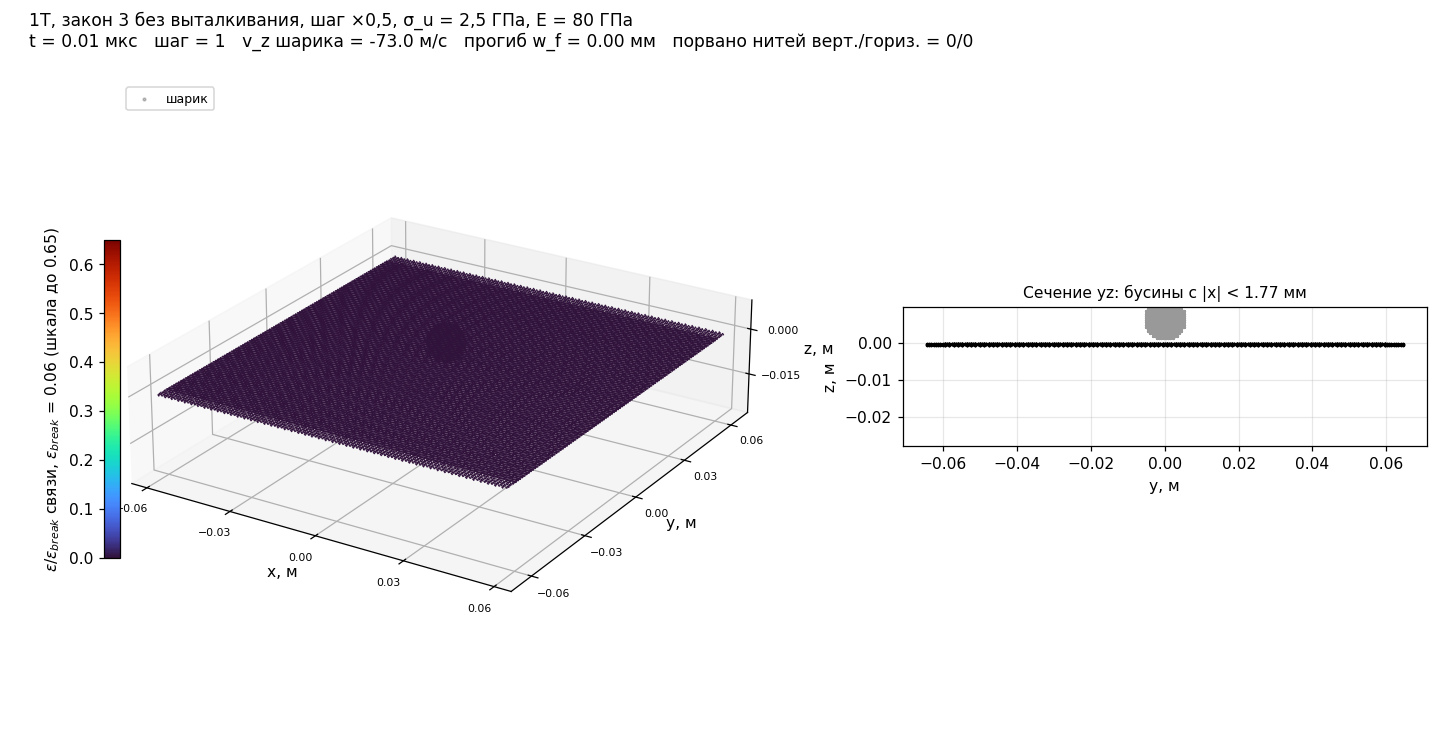 1T, закон 3 без выталкивания, шаг ×0,5, σ_u = 2,5 ГПа, E = 80 ГПа
t = 0.01 мкс   шаг = 1   v_z шарика = -73.0 м/с   прогиб w_f = 0.00 мм   порвано нитей верт./гориз. = 0/0
шарик
ε/ε_break связи, ε_break = 0.06 (шкала до 0.65)
0.6
0.5
0.4
0.3
0.2
0.1
0.0
-0.06
−0.03
0.00
0.03
0.06
x, м
−0.06
−0.03
0.00
0.03
0.06
y, м
0.000
−0.015
z, м
Сечение yz: бусины с |x| < 1.77 мм
0.00
−0.01
−0.02
z, м
−0.06
−0.04
−0.02
0.00
0.02
0.04
0.06
y, м